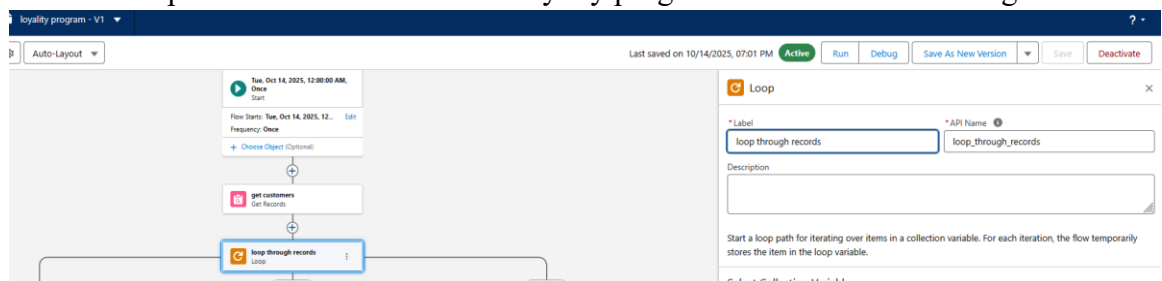 loyality program - V1
?
Auto-Layout
Last saved on 10/14/2025, 07:01 PM Active Run Debug Save As New Version Save Deactivate
Tue, Oct 14, 2025, 12:00:00 AM,
Once
Start
Flow Starts: Tue, Oct 14, 2025, 12... Edit
Frequency: Once
+ Choose Object (Optional)
get customers
Get Records
loop through records
Loop
Loop
* Label
* API Name
loop through records
loop_through_records
Description
Start a loop path for iterating over items in a collection variable. For each iteration, the flow temporarily
stores the item in the loop variable.